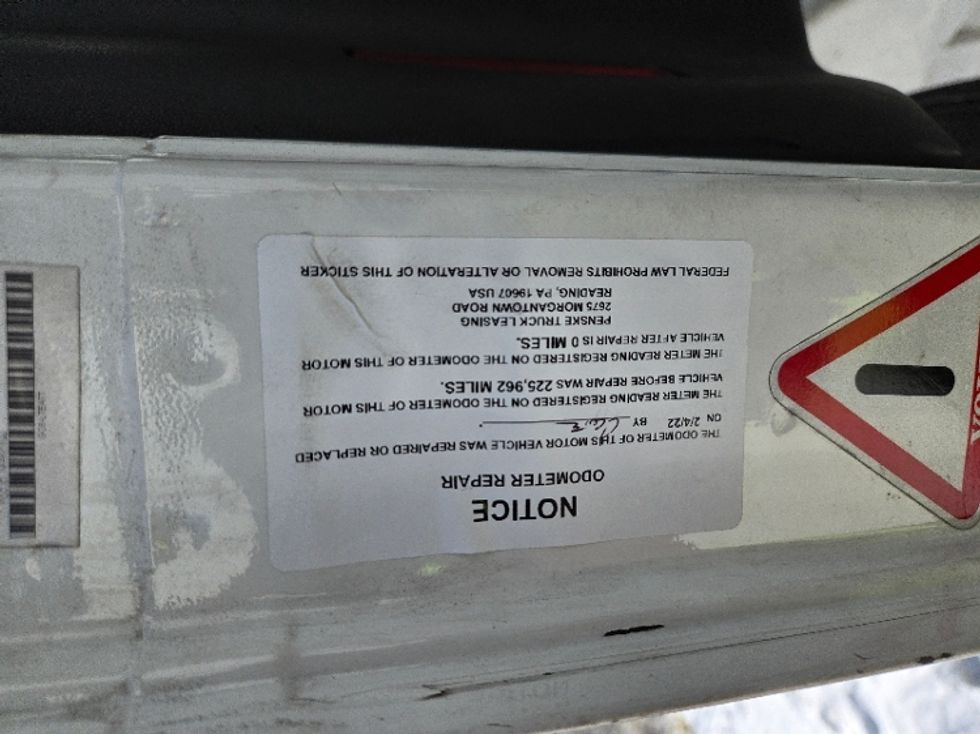 NOTICE
ODOMETER REPAIR
THE ODOMETER OF THIS MOTOR VEHICLE WAS REPAIRED OR REPLACED
ON 2/4/22 BY
THE METER READING REGISTERED ON THE ODOMETER OF THIS MOTOR
VEHICLE BEFORE REPAIR WAS 225,962 MILES.
THE METER READING REGISTERED ON THE ODOMETER OF THIS MOTOR
VEHICLE AFTER REPAIR IS 0 MILES.
PENSKE TRUCK LEASING
2675 MORGANTOWN ROAD
READING, PA 19607 USA
FEDERAL LAW PROHIBITS REMOVAL OR ALTERATION OF THIS STICKER